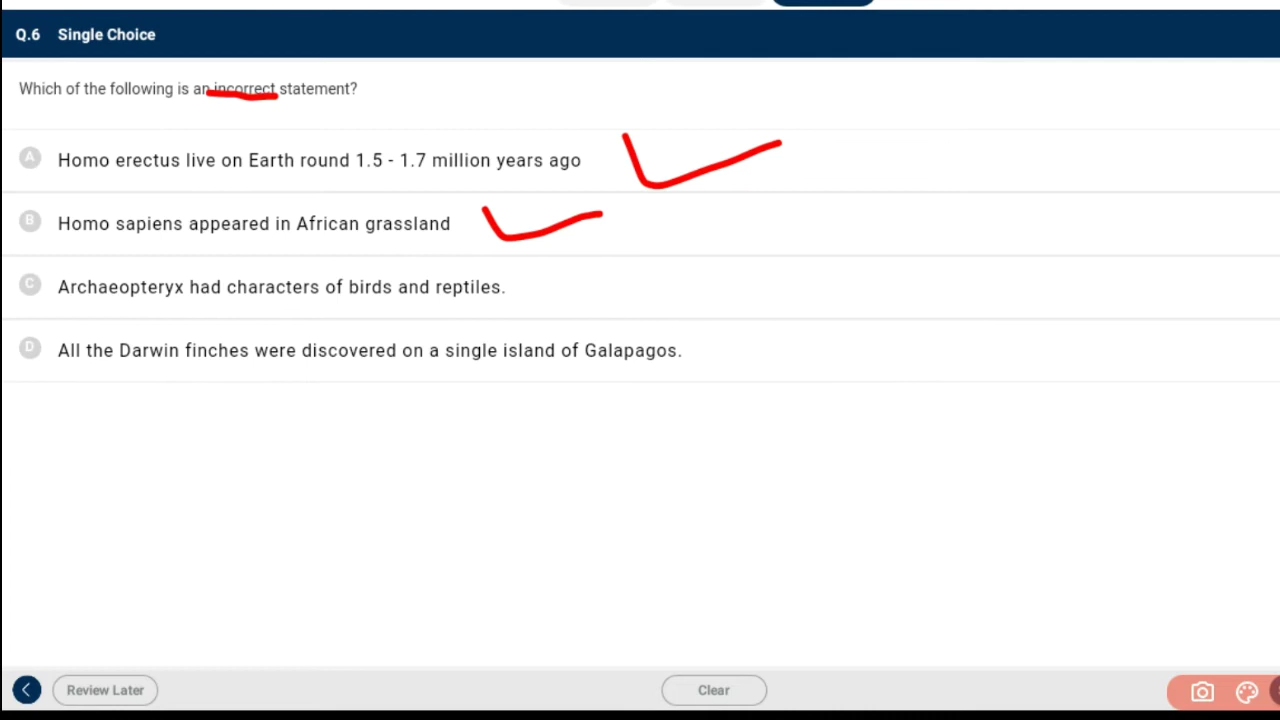 Q.6 Single Choice
Which of the following is an incorrect statement?
A Homo erectus live on Earth round 1.5 - 1.7 million years ago
B Homo sapiens appeared in African grassland
C Archaeopteryx had characters of birds and reptiles.
D All the Darwin finches were discovered on a single island of Galapagos.
Review Later Clear